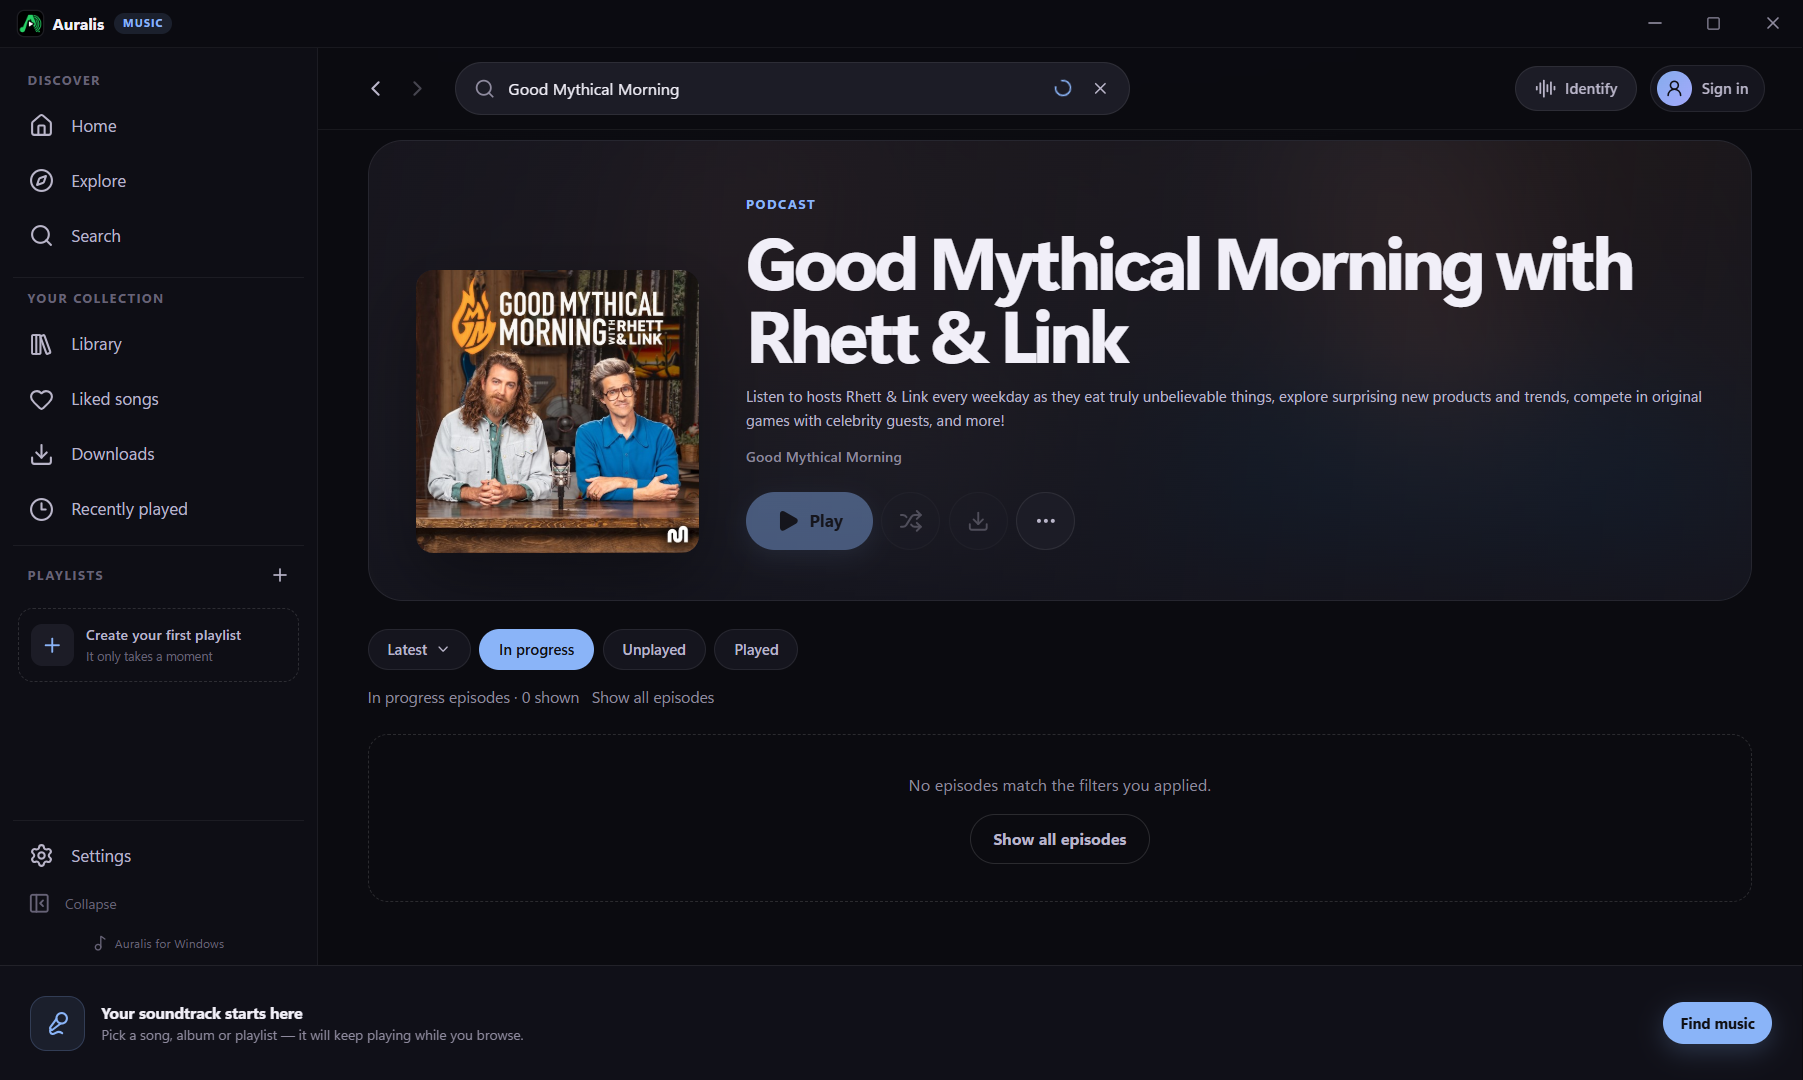 Auralis MUSIC
DISCOVER
Home
Explore
Search
YOUR COLLECTION
Library
Liked songs
Downloads
Recently played
PLAYLISTS
Create your first playlist
It only takes a moment
Settings
Collapse
Auralis for Windows
Good Mythical Morning
Identify
Sign in
GOOD MYTHICAL
MORNING WITH RHETT
& LINK
PODCAST
Good Mythical Morning with
Rhett & Link
Listen to hosts Rhett & Link every weekday as they eat truly unbelievable things, explore surprising new products and trends, compete in original
games with celebrity guests, and more!
Good Mythical Morning
Play
Latest In progress Unplayed Played
In progress episodes · 0 shown Show all episodes
No episodes match the filters you applied.
Show all episodes
Your soundtrack starts here
Pick a song, album or playlist — it will keep playing while you browse.
Find music